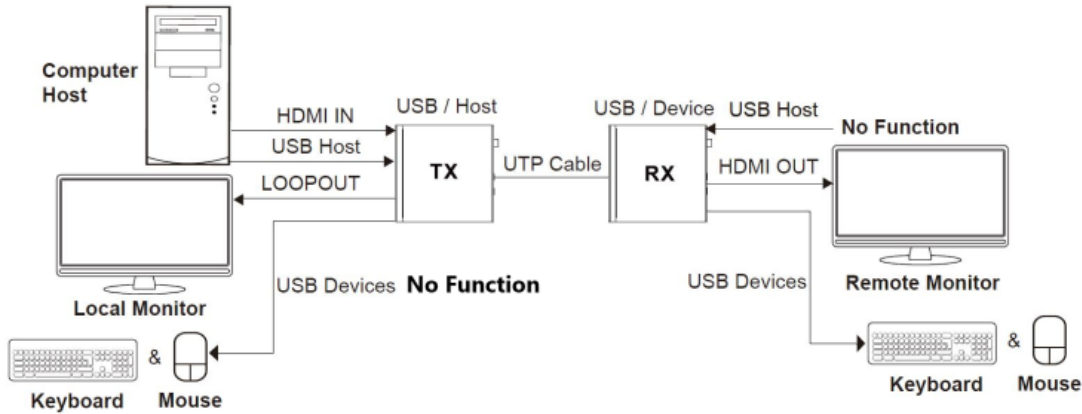 Computer
Host
HDMI IN
USB Host
LOOPOUT
USB / Host
TX
UTP Cable
USB / Device
RX
USB Host
No Function
HDMI OUT
USB Devices No Function
Local Monitor
USB Devices
Remote Monitor
&
Keyboard Mouse
&
Keyboard Mouse